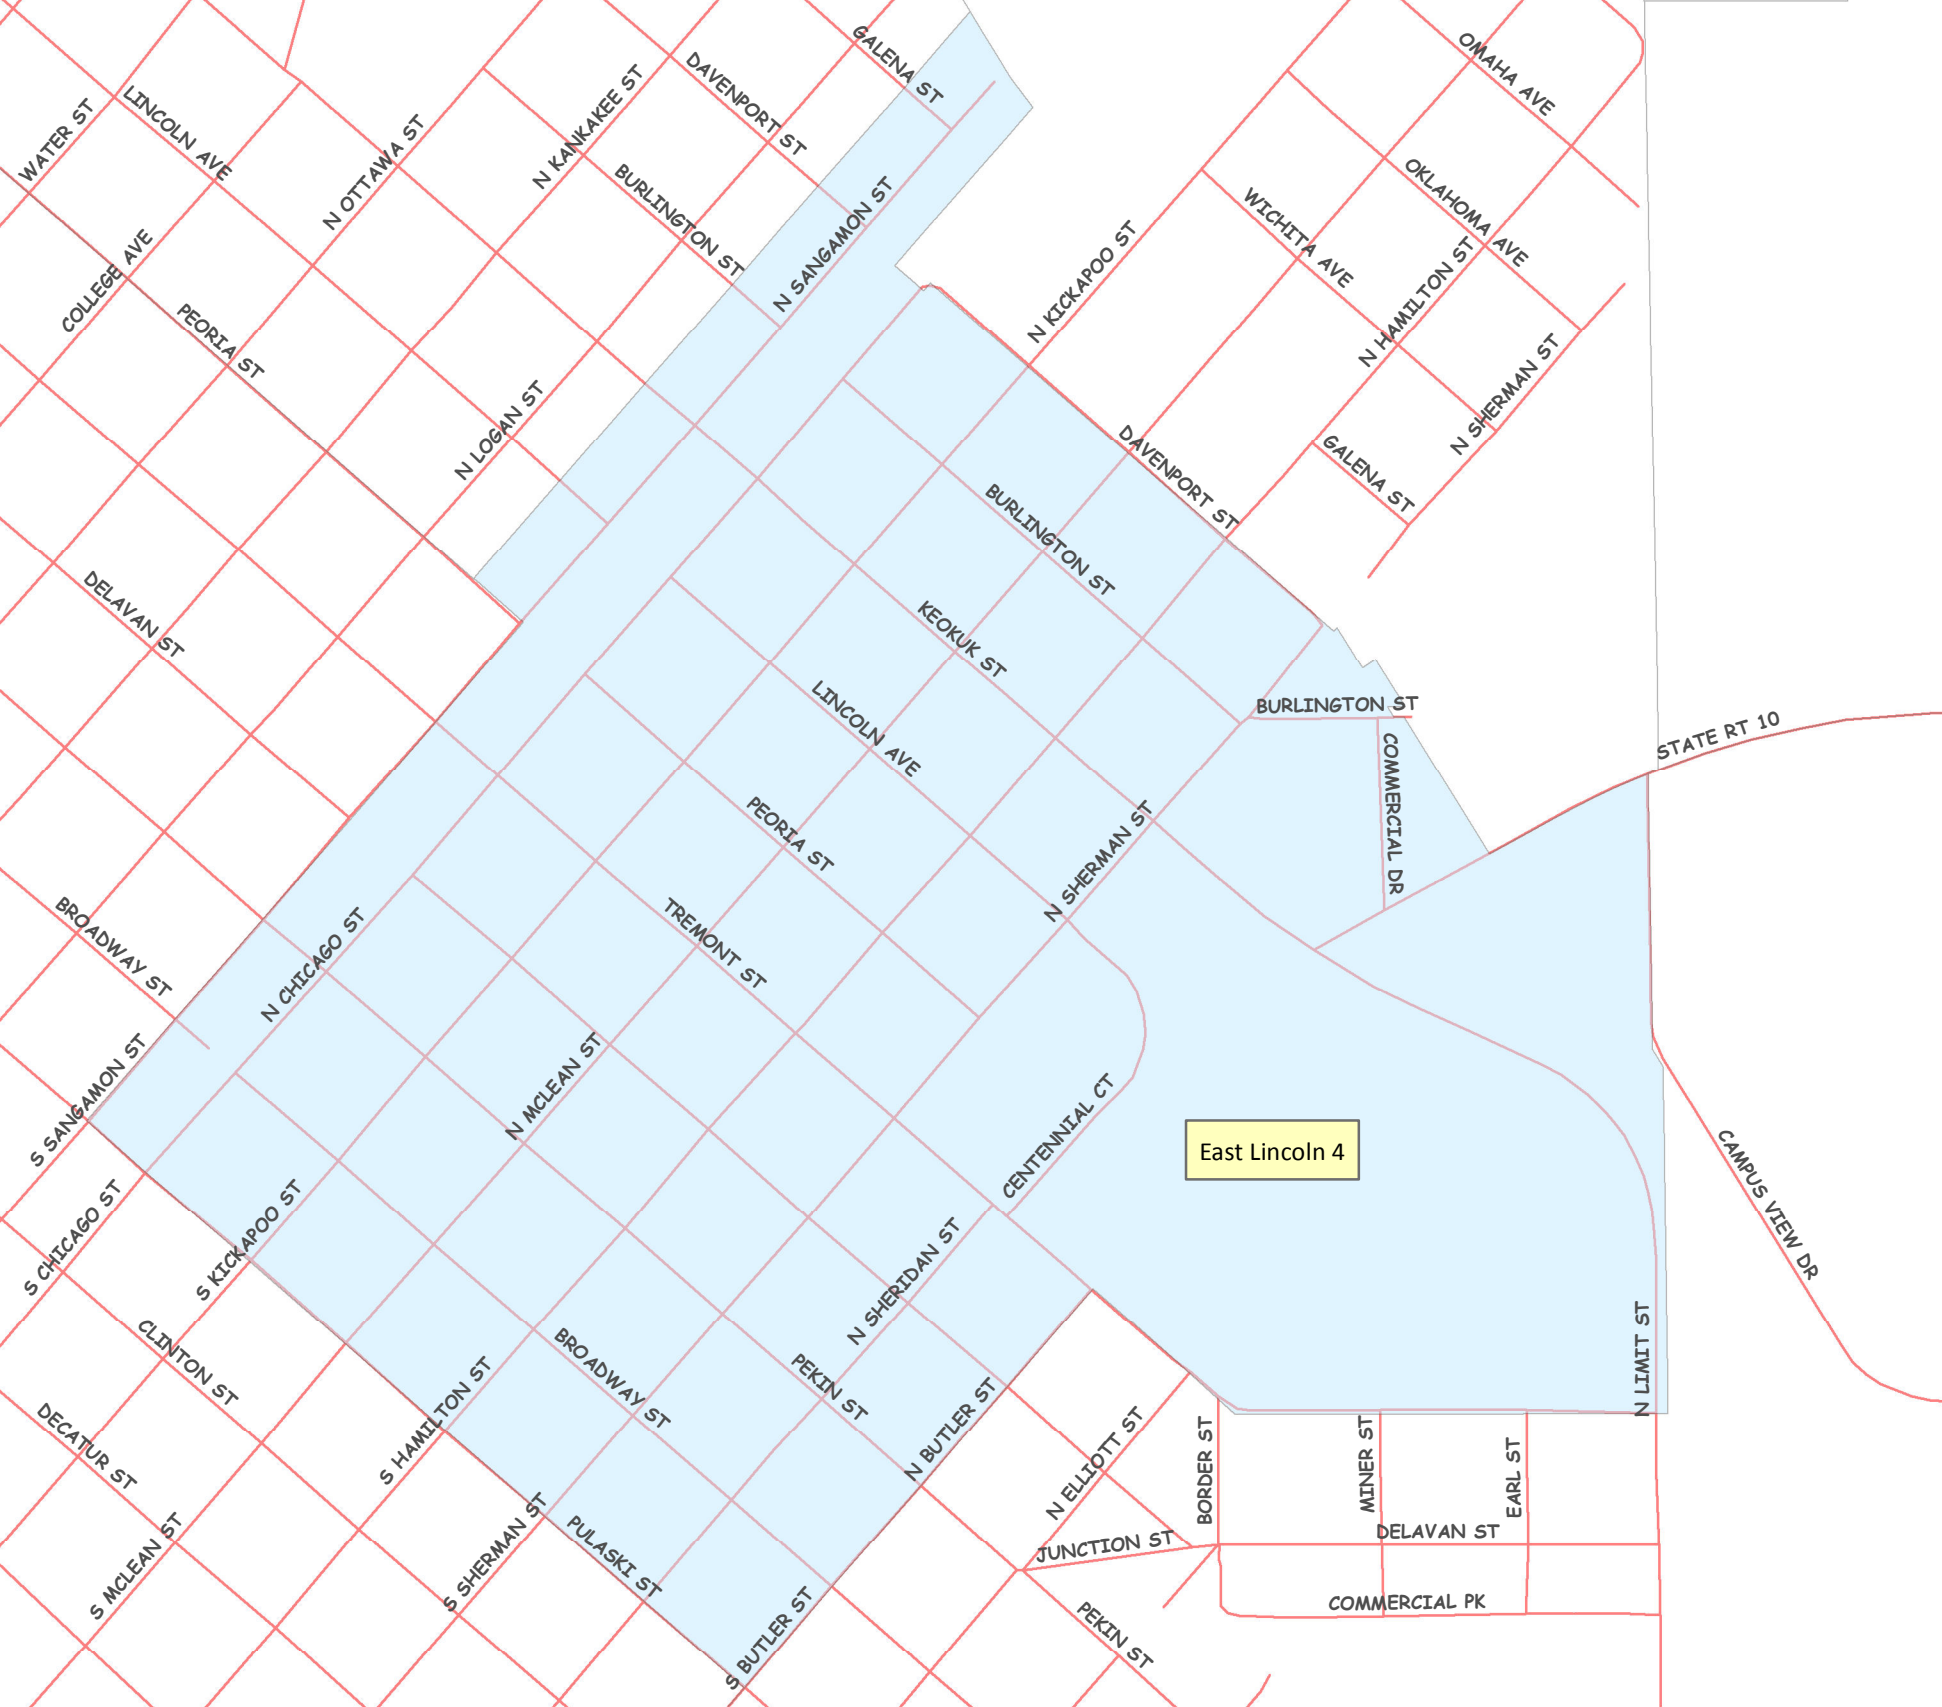 GALENA ST
OMAHA AVE
DAVENPORT ST
LINCOLN AVE
WATER ST
N OTTAWA ST
N KANKAKEE ST
BURLINGTON ST
N SANGAMON ST
OKLAHOMA AVE
WICHITA AVE
N KICKAPOO ST
N HAMILTON ST
COLLEGE AVE
PEORIA ST
N LOGAN ST
N SHERMAN ST
DAVENPORT ST
GALENA ST
BURLINGTON ST
DELAVAN ST
KEOKUK ST
LINCOLN AVE
BURLINGTON ST
STATE RT 10
COMMERCIAL DR
PEORIA ST
N SHERMAN ST
BROADWAY ST
N CHICAGO ST
TREMONT ST
S SANGAMON ST
N MCLEAN ST
CENTENNIAL CT
East Lincoln 4
CAMPUS VIEW DR
S CHICAGO ST
S KICKAPOO ST
N SHERIDAN ST
N LIMIT ST
CLINTON ST
BROADWAY ST
PEKIN ST
S HAMILTON ST
N BUTLER ST
DECATUR ST
N ELLIOTT ST
BORDER ST
MINER ST
EARL ST
S MCLEAN ST
S SHERMAN ST
PULASKI ST
JUNCTION ST
DELAVAN ST
COMMERCIAL PK
S BUTLER ST
PEKIN ST